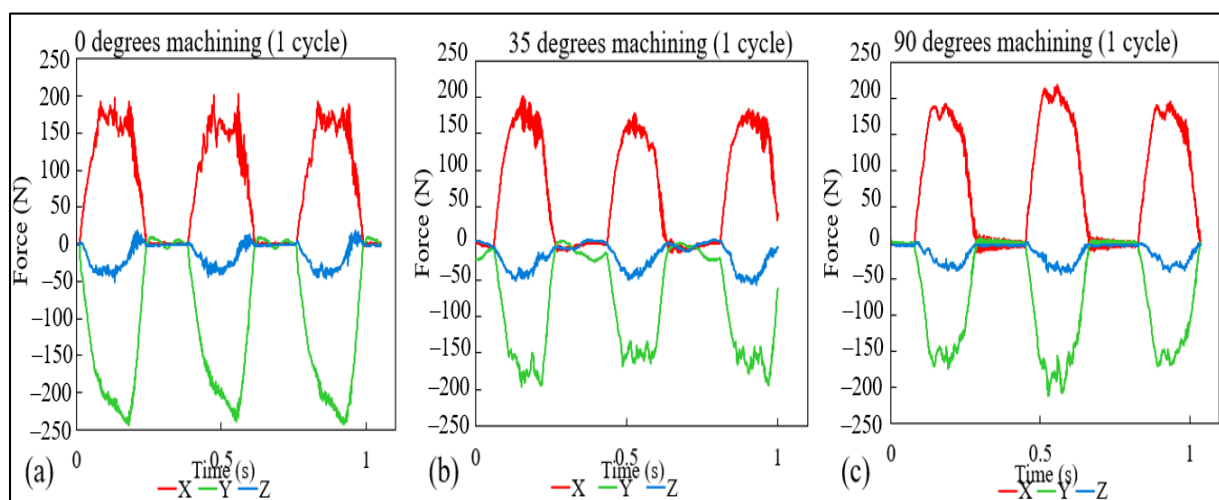 0 degrees machining (1 cycle)
250
200
150
100
50
0
–50
–100
–150
–200
–250
Force (N)
0
0.5
1
Time (s)
(a)
X Y Z
35 degrees machining (1 cycle)
250
200
150
100
50
0
–50
–100
–150
–200
–250
Force (N)
0
0.5
1
Time (s)
(b)
X Y Z
90 degrees machining (1 cycle)
250
200
150
100
50
0
–50
–100
–150
–200
–250
Force (N)
0
0.5
1
Time (s)
(c)
X Y Z